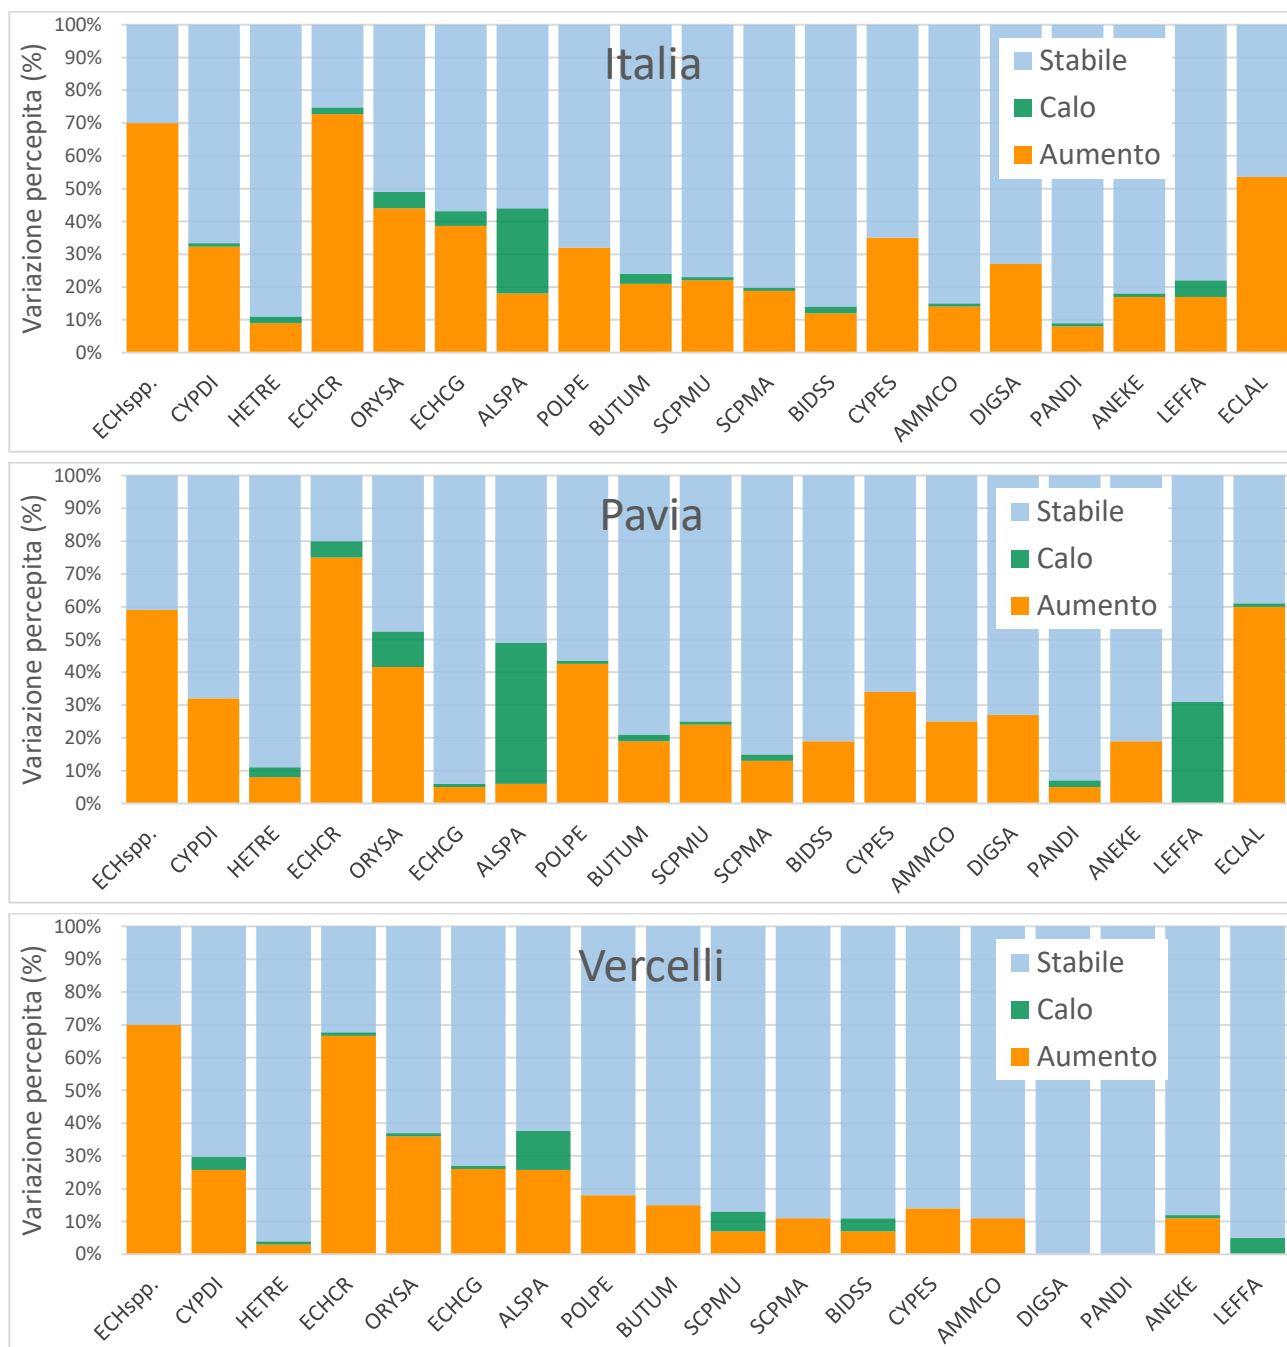 Italia
Variazione percepita (%)
100%
90%
80%
70%
60%
50%
40%
30%
20%
10%
0%
Stabile
Calo
Aumento
ECHspp. CYPDI HETRE ECHCR ORYSA ECHCG ALSPA POLPE BUTUM SCPMU SCPMA BIDSS CYPES AMMCO DIGSA PANDI ANEKE LEFFA ECLAL
Pavia
Variazione percepita (%)
100%
90%
80%
70%
60%
50%
40%
30%
20%
10%
0%
Stabile
Calo
Aumento
ECHspp. CYPDI HETRE ECHCR ORYSA ECHCG ALSPA POLPE BUTUM SCPMU SCPMA BIDSS CYPES AMMCO DIGSA PANDI ANEKE LEFFA ECLAL
Vercelli
Variazione percepita (%)
100%
90%
80%
70%
60%
50%
40%
30%
20%
10%
0%
Stabile
Calo
Aumento
ECHspp. CYPDI HETRE ECHCR ORYSA ECHCG ALSPA POLPE BUTUM SCPMU SCPMA BIDSS CYPES AMMCO DIGSA PANDI ANEKE LEFFA